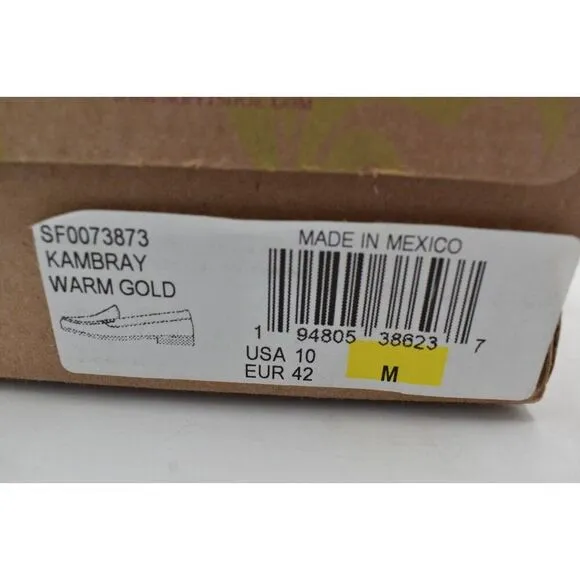 SF0073873
KAMBRAY
WARM GOLD
MADE IN MEXICO
1 94805 38623 7
USA 10
EUR 42
M